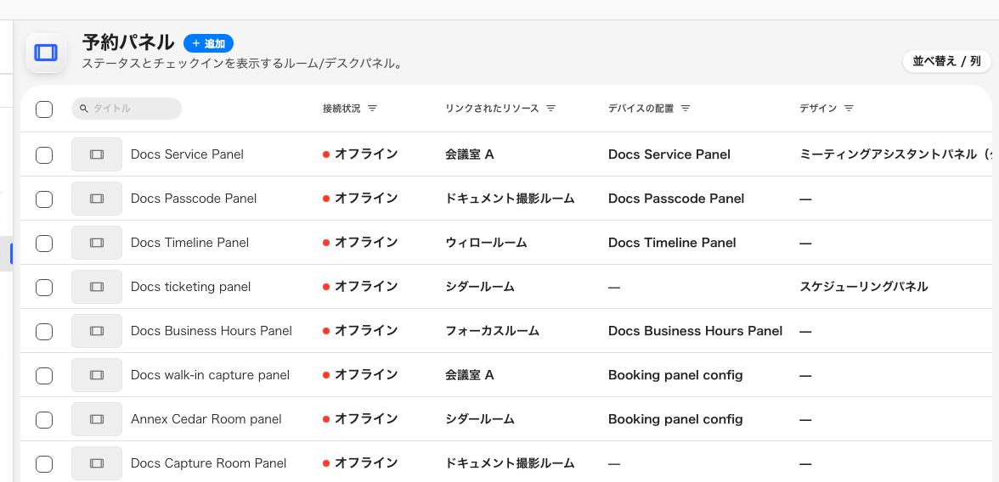 予約パネル
+ 追加
ステータスとチェックインを表示するルーム/デスクパネル。
並べ替え / 列
タイトル 接続状況 リンクされたリソース デバイスの配置 デザイン
Docs Service Panel オフライン 会議室 A Docs Service Panel ミーティングアシスタントパネル（
Docs Passcode Panel オフライン ドキュメント撮影ルーム Docs Passcode Panel —
Docs Timeline Panel オフライン ウィロールーム Docs Timeline Panel —
Docs ticketing panel オフライン シダールーム — スケジューリングパネル
Docs Business Hours Panel オフライン フォーカスルーム Docs Business Hours Panel —
Docs walk-in capture panel オフライン 会議室 A Booking panel config —
Annex Cedar Room panel オフライン シダールーム Booking panel config —
Docs Capture Room Panel オフライン ドキュメント撮影ルーム — —